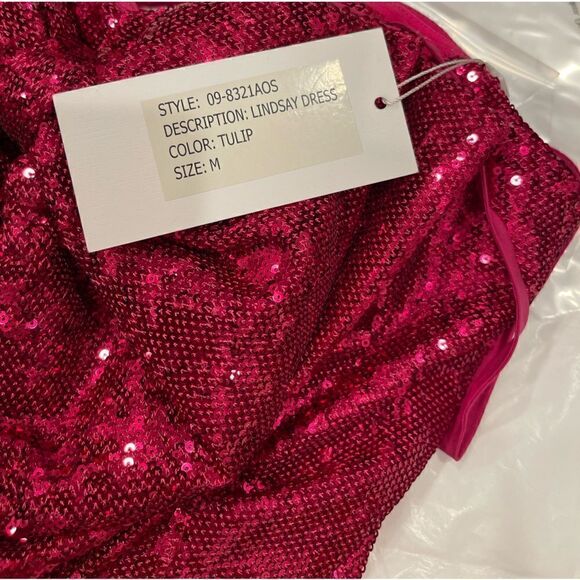 STYLE: 09-8321AOS
DESCRIPTION: LINDSAY DRESS
COLOR: TULIP
SIZE: M